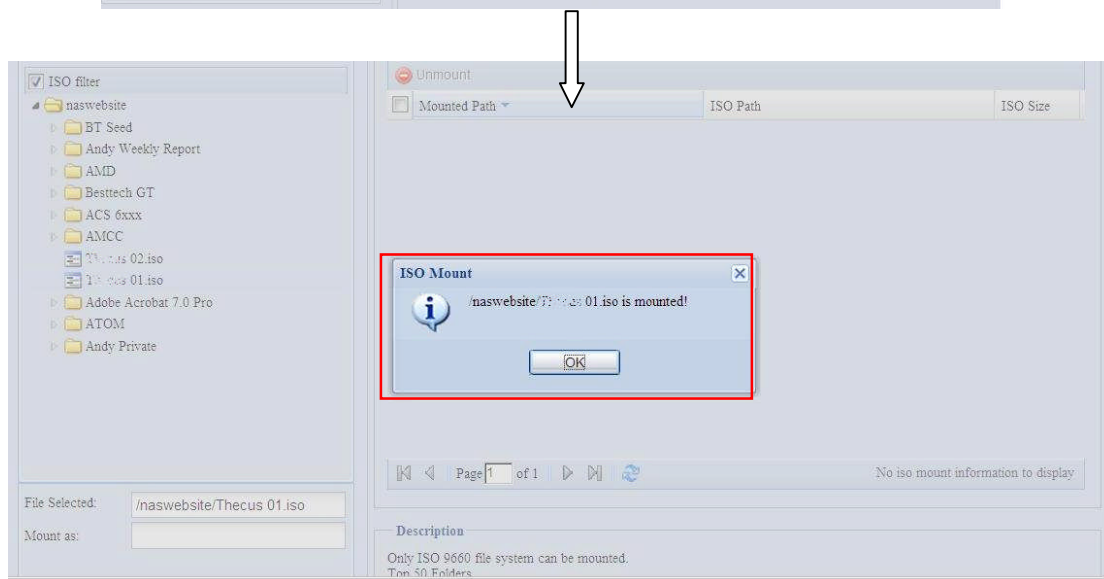 ISO filter
naswebsite
BT Seed
Andy Weekly Report
AMD
Besttech GT
ACS 6xxx
AMCC
02.iso
01.iso
Adobe Acrobat 7.0 Pro
ATOM
Andy Private
File Selected: /naswebsite/Thecus 01.iso
Mount as:
Unmount
Mounted Path ISO Path ISO Size
ISO Mount
/naswebsite/ 01.iso is mounted!
OK
Page 1 of 1 No iso mount information to display
Description
Only ISO 9660 file system can be mounted.
Top 50 Folders